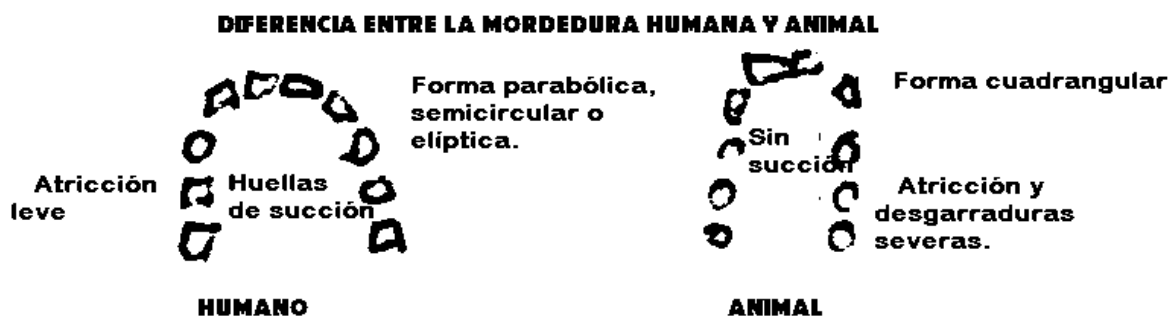 DIFERENCIA ENTRE LA MORDEDURA HUMANA Y ANIMAL
Forma parabólica,
semicircular o
elíptica.
Atricción
leve
Huellas
de succión
HUMANO
Forma cuadrangular
Sin
succión
Atricción y
desgarraduras
severas.
ANIMAL